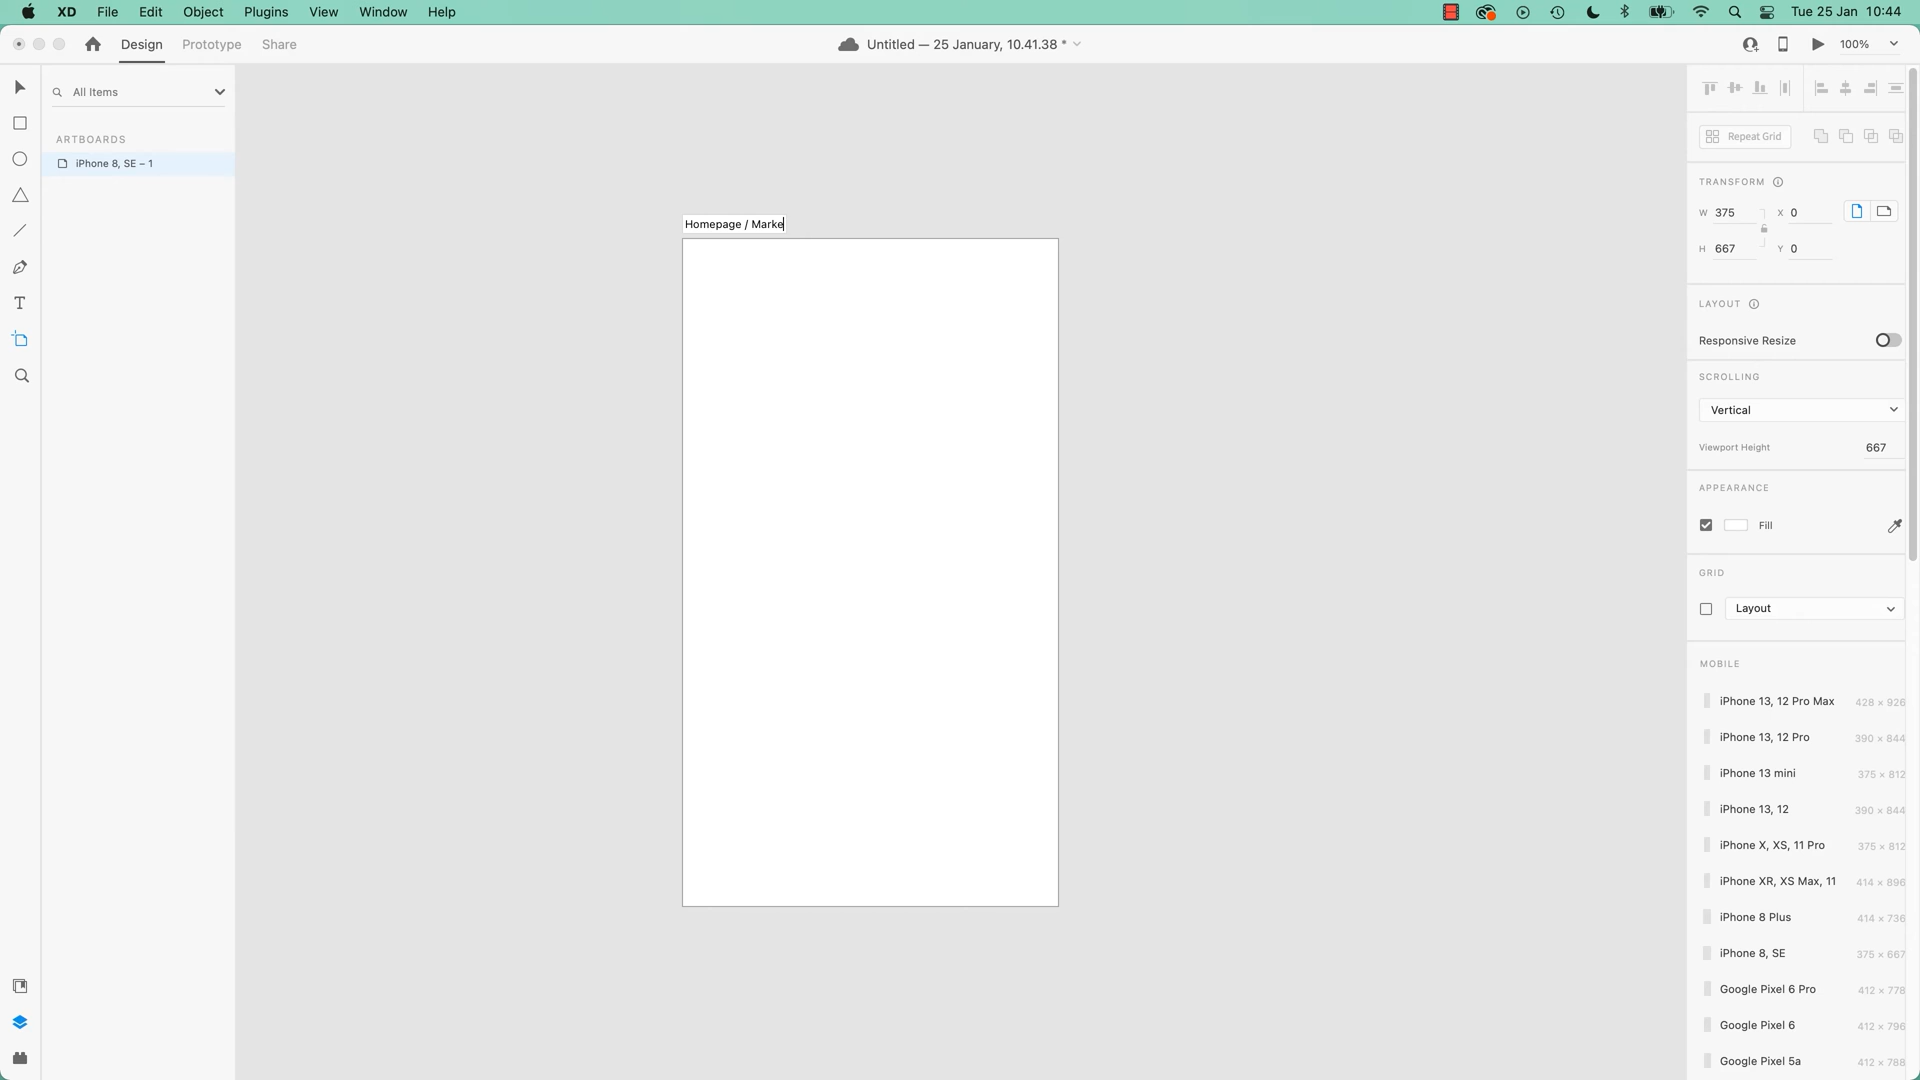 XD File Edit Object Plugins View Window Help Tue 25 Jan 10:44
Design Prototype Share Untitled — 25 January, 10.41.38 * 100%
All Items
ARTBOARDS
iPhone 8, SE – 1
Homepage / Marke
Repeat Grid
TRANSFORM
W 375 X 0
H 667 Y 0
LAYOUT
Responsive Resize
SCROLLING
Vertical
Viewport Height 667
APPEARANCE
Fill
GRID
Layout
MOBILE
iPhone 13, 12 Pro Max 428 × 926
iPhone 13, 12 Pro 390 × 844
iPhone 13 mini 375 × 812
iPhone 13, 12 390 × 844
iPhone X, XS, 11 Pro 375 × 812
iPhone XR, XS Max, 11 414 × 896
iPhone 8 Plus 414 × 736
iPhone 8, SE 375 × 667
Google Pixel 6 Pro 412 × 778
Google Pixel 6 412 × 796
Google Pixel 5a 412 × 788
T